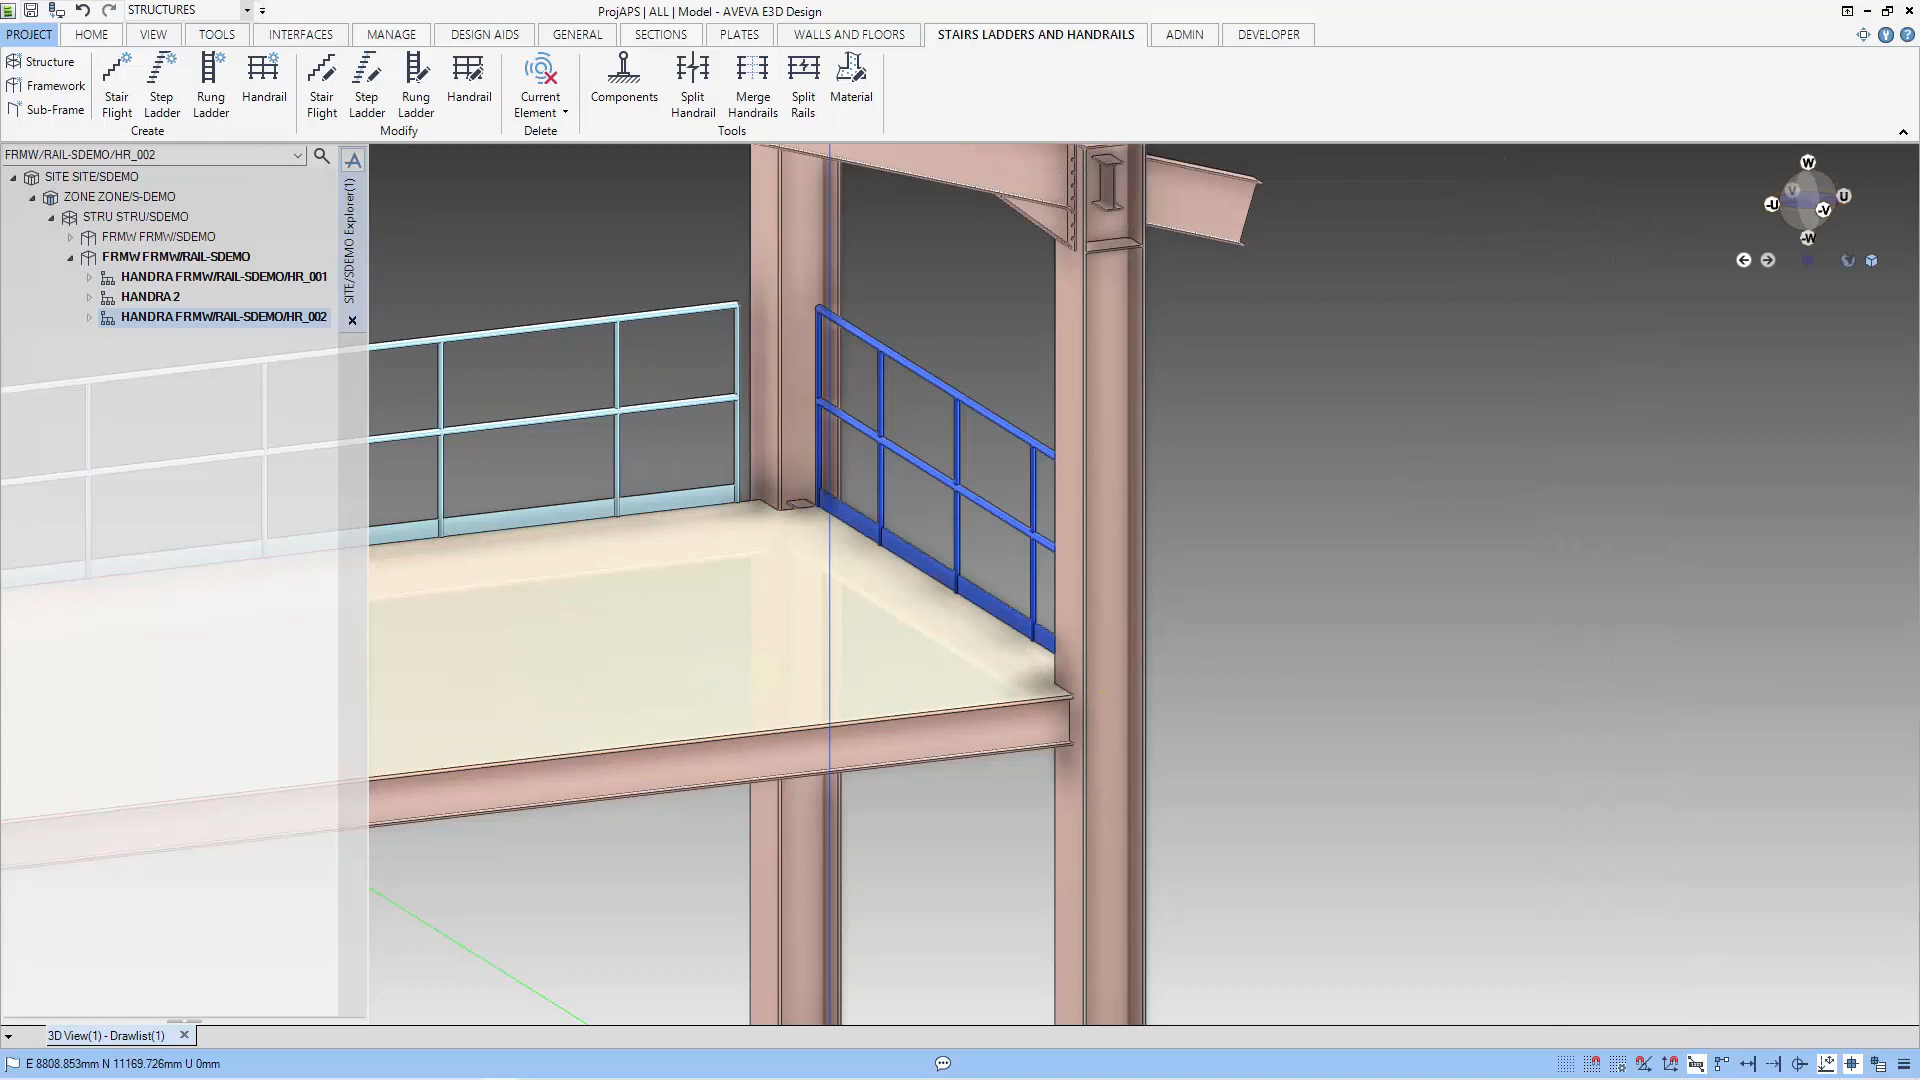 STRUCTURES
ProjAPS | ALL | Model - AVEVA E3D Design
PROJECT HOME VIEW TOOLS INTERFACES MANAGE DESIGN AIDS GENERAL SECTIONS PLATES WALLS AND FLOORS STAIRS LADDERS AND HANDRAILS ADMIN DEVELOPER
Structure
Framework
Sub-Frame
Stair Flight
Step Ladder
Rung Ladder
Handrail
Create
Stair Flight
Step Ladder
Rung Ladder
Handrail
Modify
Current Element
Delete
Components
Split Handrail
Merge Handrails
Split Rails
Material
Tools
FRMW/RAIL-SDEMO/HR_002
SITE SITE/SDEMO
ZONE ZONE/S-DEMO
STRU STRU/SDEMO
FRMW FRMW/SDEMO
FRMW FRMW/RAIL-SDEMO
HANDRA FRMW/RAIL-SDEMO/HR_001
HANDRA 2
HANDRA FRMW/RAIL-SDEMO/HR_002
SITE/SDEMO Explorer(1)
W
V
U
-U
-V
-W
3D View(1) - Drawlist(1)
E 8808.853mm N 11169.726mm U 0mm